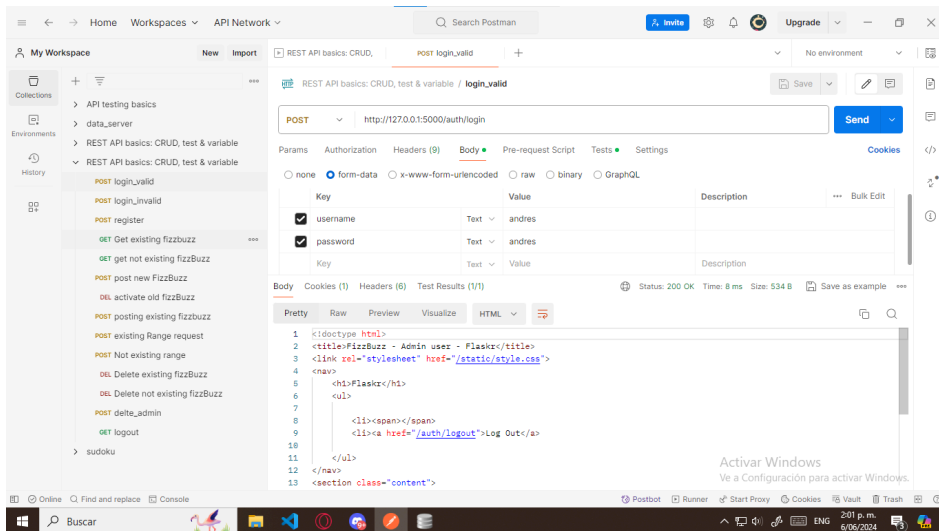 Home Workspaces API Network Search Postman Invite Upgrade
My Workspace New Import REST API basics: CRUD, POST login_valid No environment
Collections
Environments
History
API testing basics
data_server
REST API basics: CRUD, test & variable
REST API basics: CRUD, test & variable
POST login_valid
POST login_invalid
POST register
GET Get existing fizzbuzz
GET get not existing fizzBuzz
POST post new FizzBuzz
DEL activate old fizzBuzz
POST posting existing fizzbuzz
POST existing Range request
POST Not existing range
DEL Delete existing fizzBuzz
DEL Delete not existing fizzBuzz
POST delte_admin
GET logout
sudoku
HTTP REST API basics: CRUD, test & variable / login_valid Save
POST http://127.0.0.1:5000/auth/login Send
Params Authorization Headers (9) Body Pre-request Script Tests Settings Cookies
none form-data x-www-form-urlencoded raw binary GraphQL
Key Value Description Bulk Edit
username Text andres
password Text andres
Key Text Value Description
Body Cookies (1) Headers (6) Test Results (1/1) Status: 200 OK Time: 8 ms Size: 534 B Save as example
Pretty Raw Preview Visualize HTML
1 <!doctype html>
2 <title>FizzBuzz - Admin user - Flaskr</title>
3 <link rel="stylesheet" href="/static/style.css">
4 <nav>
5 <h1>Flaskr</h1>
6 <ul>
7
8 <li><span></span>
9 <li><a href="/auth/logout">Log Out</a>
10
11 </ul>
12 </nav>
13 <section class="content">
Activar Windows
Ve a Configuración para activar Windows.
Online Find and replace Console Postbot Runner Start Proxy Cookies Vault Trash
Buscar ENG 2:01 p. m.
6/06/2024 3